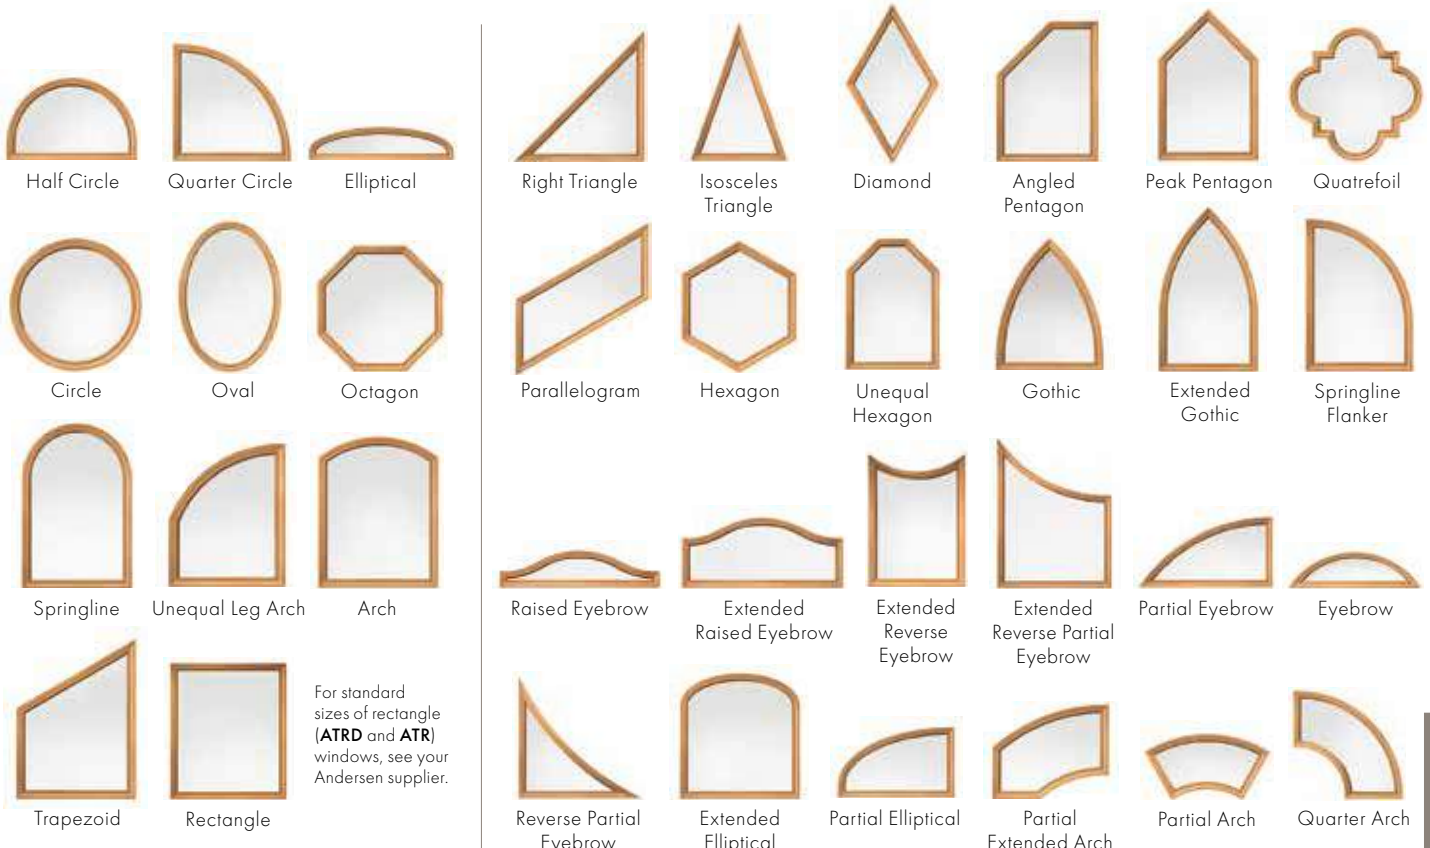 Half Circle
Quarter Circle
Elliptical
Circle
Oval
Octagon
Springline
Unequal Leg Arch
Arch
Trapezoid
Rectangle
For standard
sizes of rectangle
(ATRD and ATR)
windows, see your
Andersen supplier.
Right Triangle
Isosceles
Triangle
Diamond
Angled
Pentagon
Peak Pentagon
Quatrefoil
Parallelogram
Hexagon
Unequal
Hexagon
Gothic
Extended
Gothic
Springline
Flanker
Raised Eyebrow
Extended
Raised Eyebrow
Extended
Reverse
Eyebrow
Extended
Reverse Partial
Eyebrow
Partial Eyebrow
Eyebrow
Reverse Partial
Eyebrow
Extended
Elliptical
Partial Elliptical
Partial
Extended Arch
Partial Arch
Quarter Arch